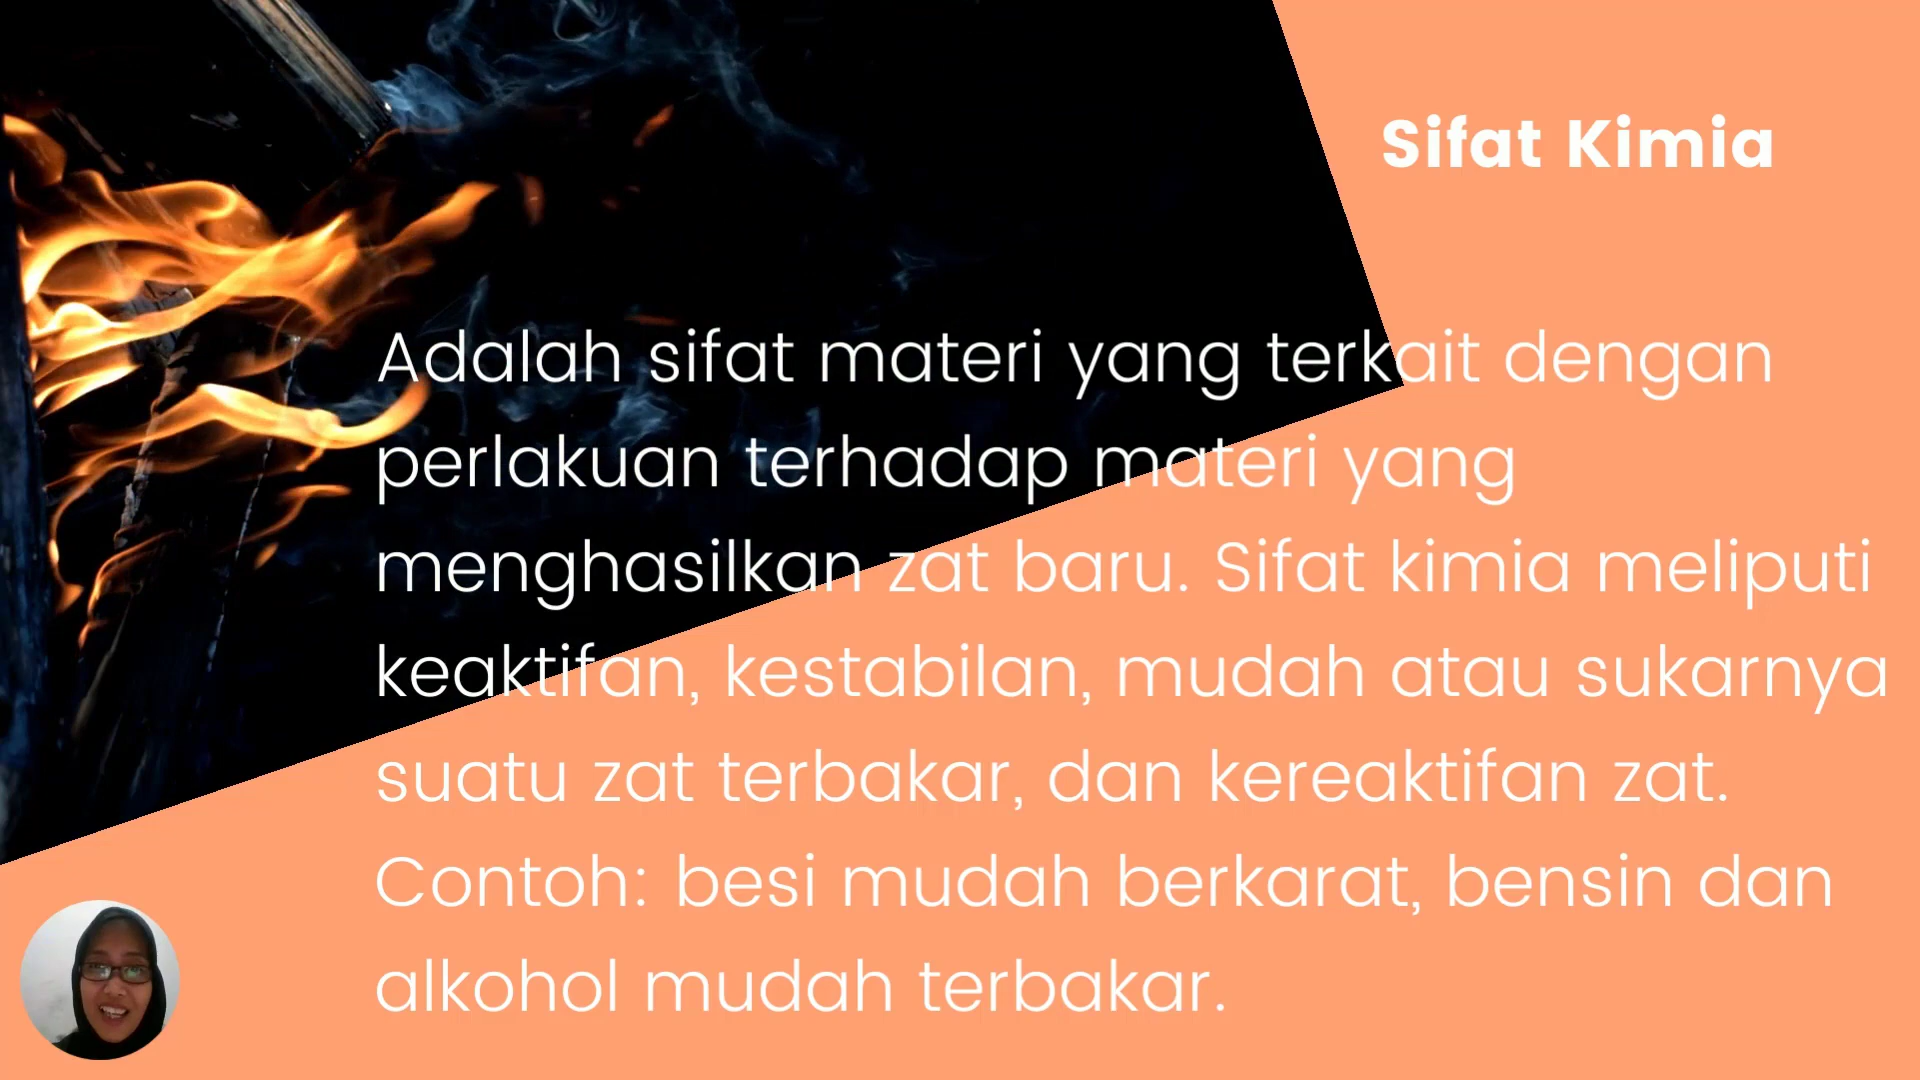 Sifat Kimia
Adalah sifat materi yang terkait dengan
perlakuan terhadap materi yang
menghasilkan zat baru. Sifat kimia meliputi
keaktifan, kestabilan, mudah atau sukarnya
suatu zat terbakar, dan kereaktifan zat.
Contoh: besi mudah berkarat, bensin dan
alkohol mudah terbakar.